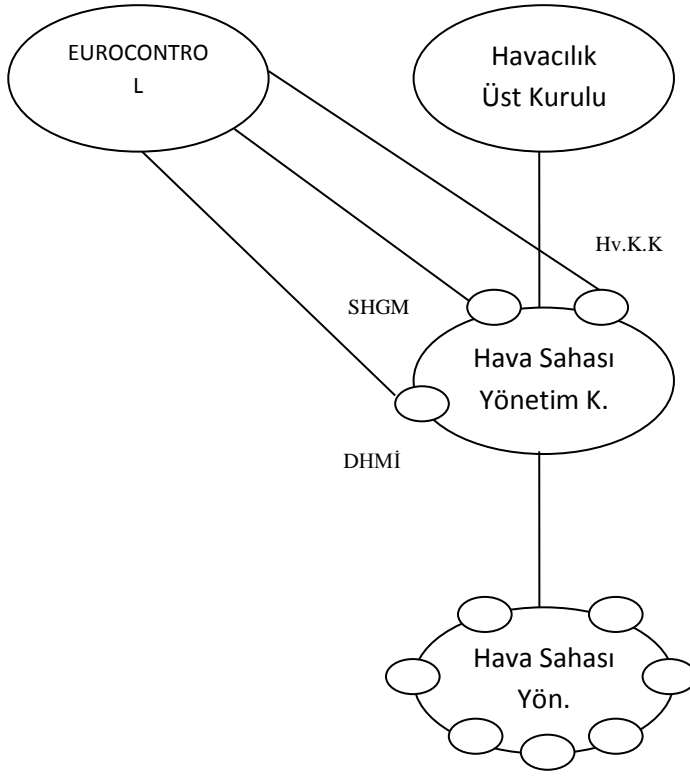 EUROCONTRO
L
Havacılık
Üst Kurulu
Hv.K.K
SHGM
Hava Sahası
Yönetim K.
DHMİ
Hava Sahası
Yön.